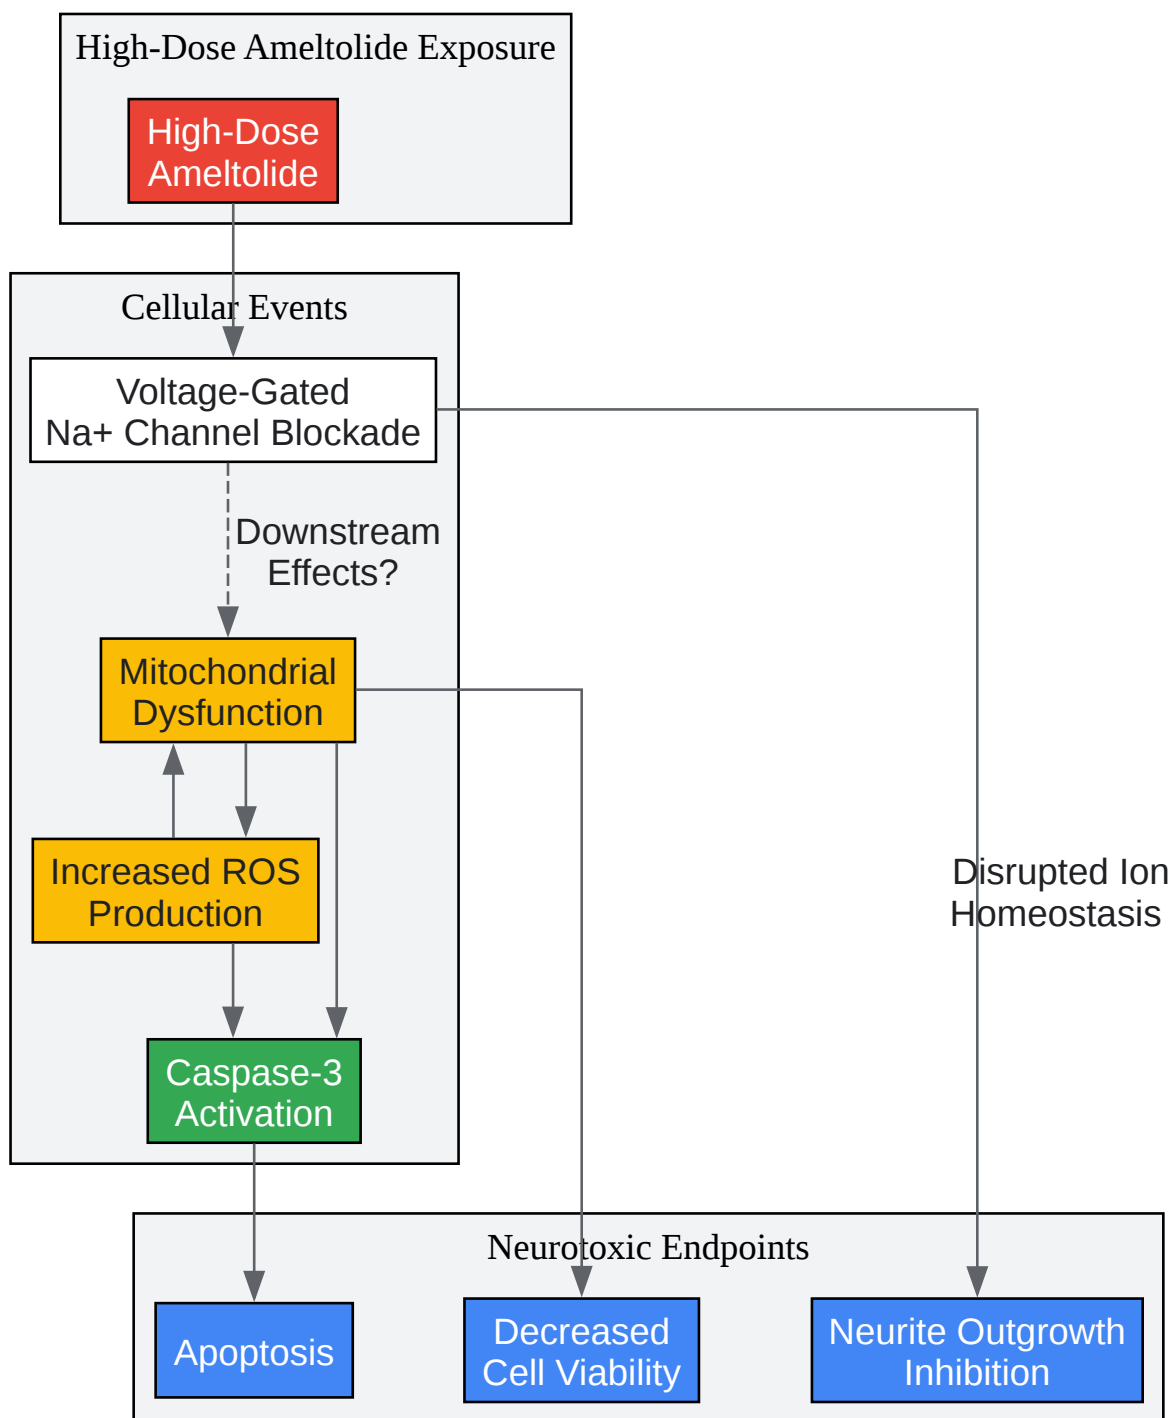 High-Dose Ameltolide Exposure
High-Dose
Ameltolide
Cellular Events
Voltage-Gated
Na+ Channel Blockade
Downstream
Effects?
Mitochondrial
Dysfunction
Increased ROS
Production
Disrupted Ion
Homeostasis
Caspase-3
Activation
Neurotoxic Endpoints
Apoptosis
Decreased
Cell Viability
Neurite Outgrowth
Inhibition